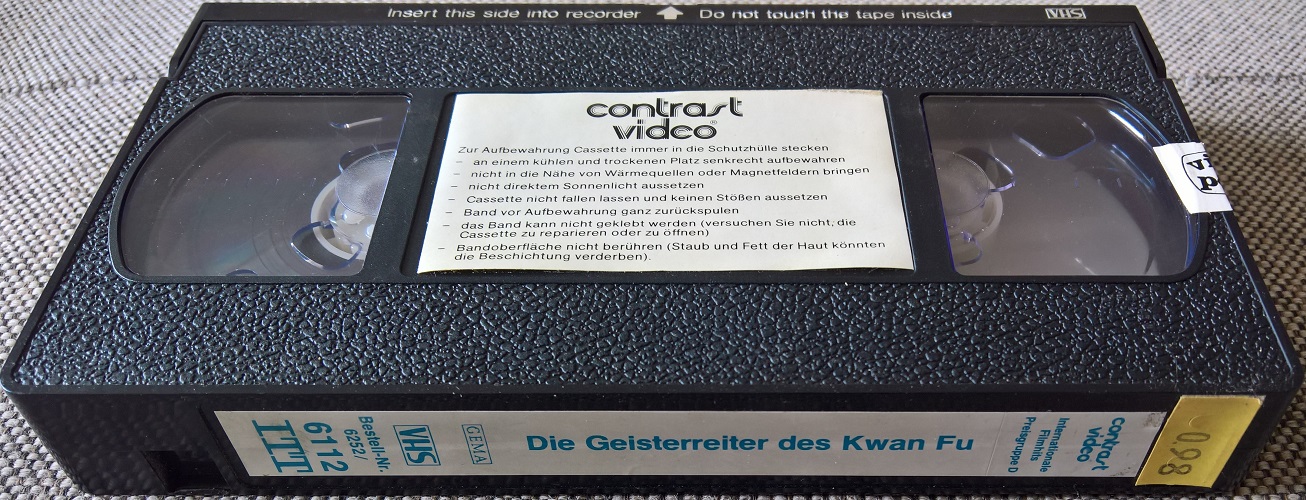 Insert this side into recorder Do not touch the tape inside
VHS
contrast
video®
Zur Aufbewahrung Cassette immer in die Schutzhülle stecken
– an einem kühlen und trockenen Platz senkrecht aufbewahren
– nicht in die Nähe von Wärmequellen oder Magnetfeldern bringen
– nicht direktem Sonnenlicht aussetzen
– Cassette nicht fallen lassen und keinen Stößen aussetzen
– Band vor Aufbewahrung ganz zurückspulen
– das Band kann nicht geklebt werden (versuchen Sie nicht, die
Cassette zu reparieren oder zu öffnen)
– Bandoberfläche nicht berühren (Staub und Fett der Haut könnten
die Beschichtung verderben).
Bestell-Nr.
6252/
6112
ITT
VHS
GEMA
Die Geisterreiter des Kwan Fu
contrast
video
Internationale
Filmhits
Preisgruppe D